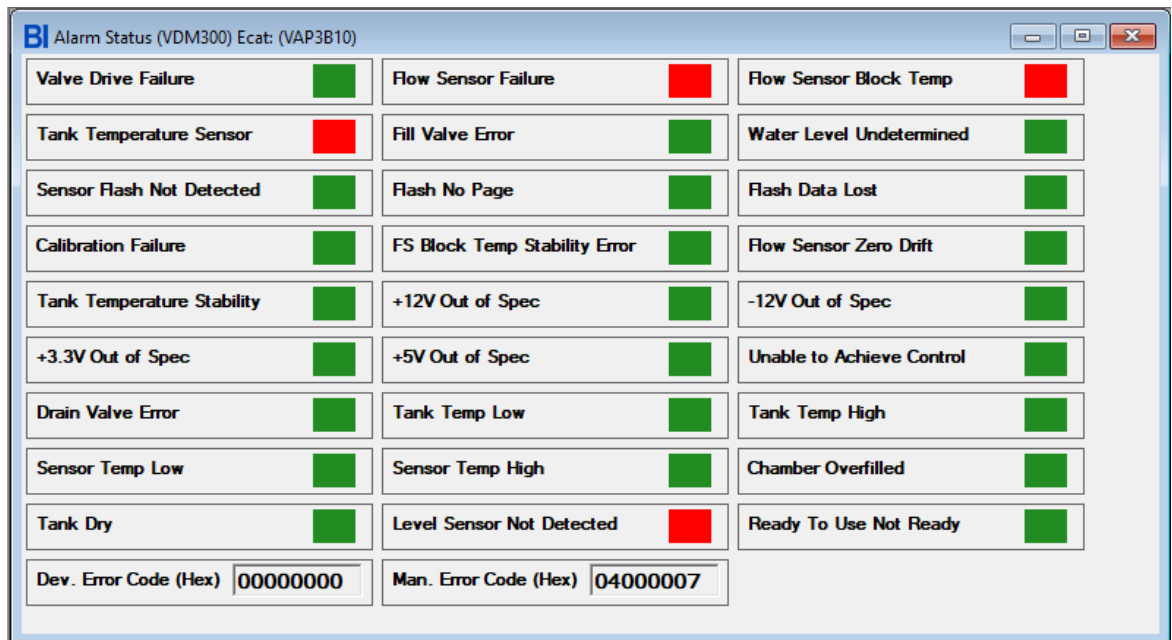 BI Alarm Status (VDM300) Ecat: (VAP3B10)
Valve Drive Failure Flow Sensor Failure Flow Sensor Block Temp
Tank Temperature Sensor Fill Valve Error Water Level Undetermined
Sensor Flash Not Detected Flash No Page Flash Data Lost
Calibration Failure FS Block Temp Stability Error Flow Sensor Zero Drift
Tank Temperature Stability +12V Out of Spec -12V Out of Spec
+3.3V Out of Spec +5V Out of Spec Unable to Achieve Control
Drain Valve Error Tank Temp Low Tank Temp High
Sensor Temp Low Sensor Temp High Chamber Overfilled
Tank Dry Level Sensor Not Detected Ready To Use Not Ready
Dev. Error Code (Hex) 00000000 Man. Error Code (Hex) 04000007